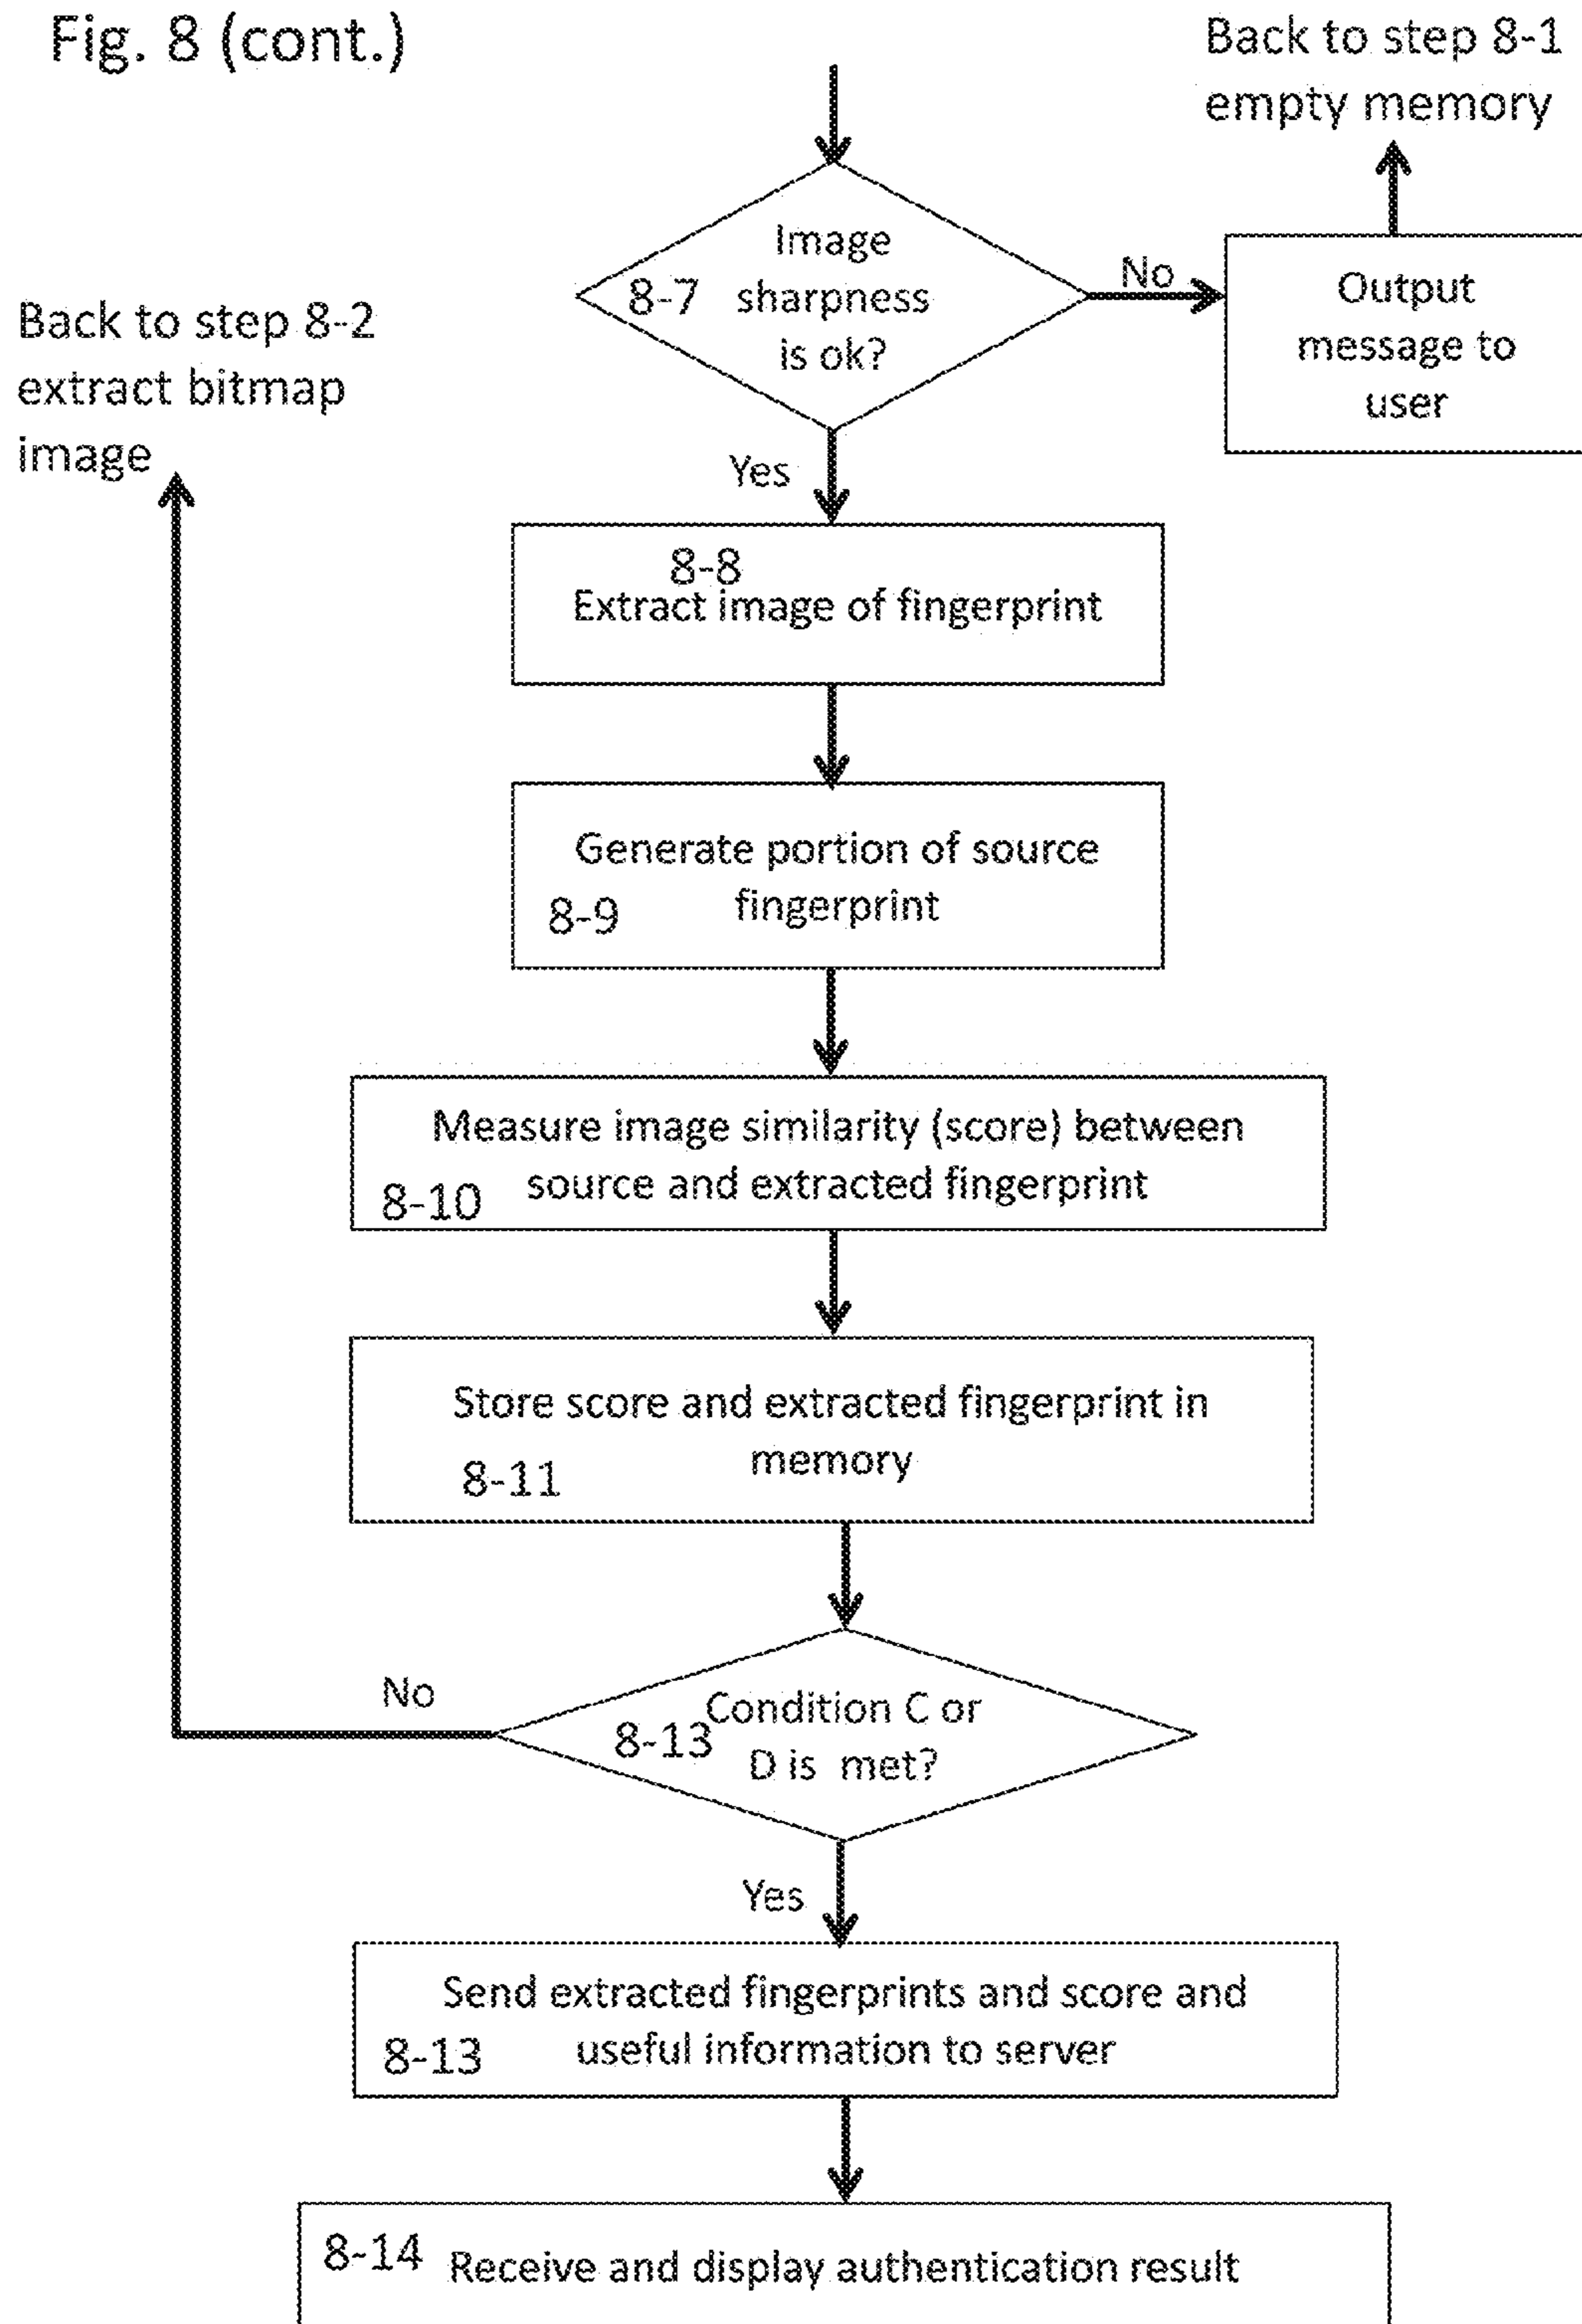 Fig. 8 (cont.)
Back to step 8-1
empty memory
Image
8-7 sharpness
is ok?
No
Output
message to
user
Back to step 8-2
extract bitmap
image
Yes
8-8
Extract image of fingerprint
Generate portion of source
8-9 fingerprint
Measure image similarity (score) between
8-10 source and extracted fingerprint
Store score and extracted fingerprint in
8-11 memory
No
Condition C or
8-13 D is met?
Yes
Send extracted fingerprints and score and
8-13 useful information to server
8-14 Receive and display authentication result